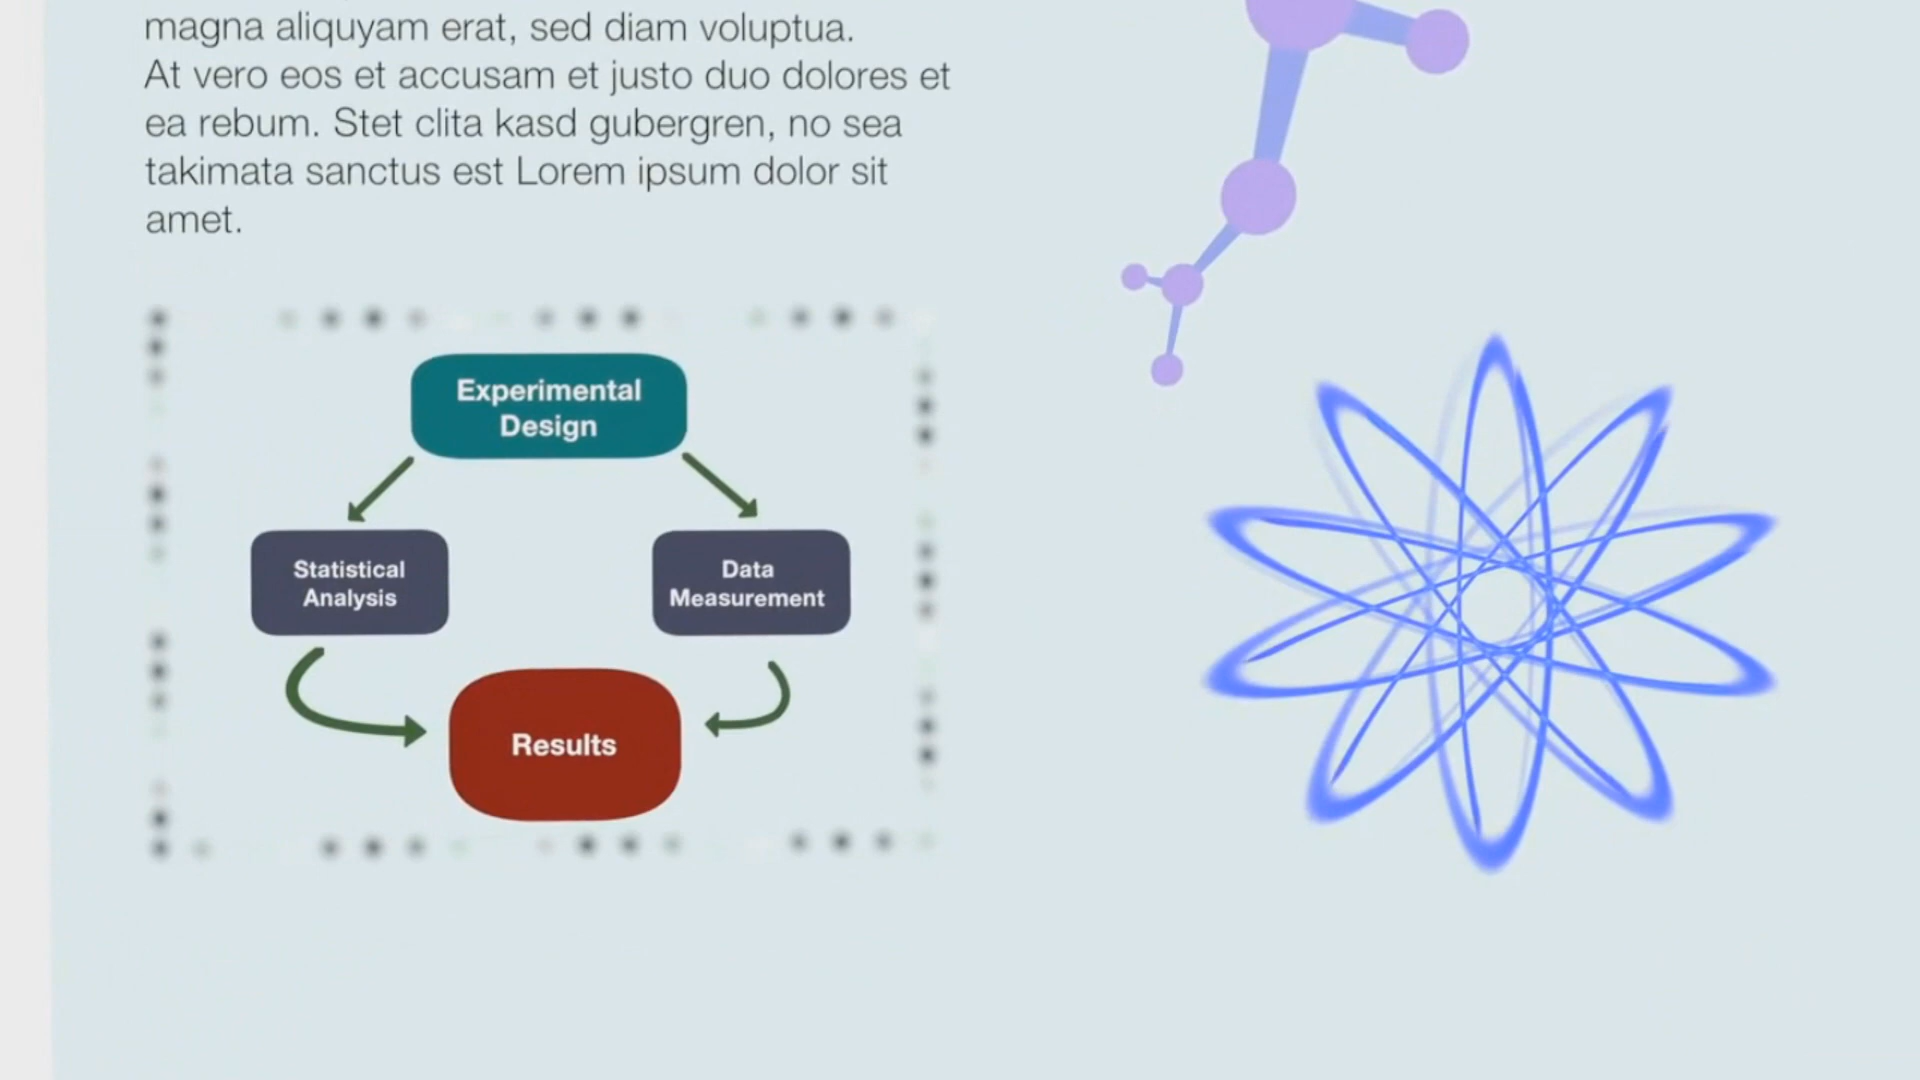 magna aliquyam erat, sed diam voluptua.
At vero eos et accusam et justo duo dolores et
ea rebum. Stet clita kasd gubergren, no sea
takimata sanctus est Lorem ipsum dolor sit
amet.
Experimental
Design
Statistical
Analysis
Data
Measurement
Results